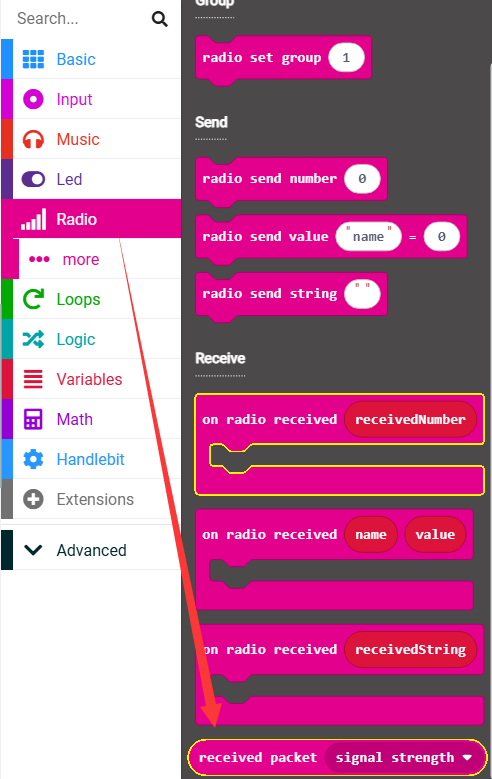 Search...
Basic
Input
Music
Led
Radio
more
Loops
Logic
Variables
Math
Handlebit
Extensions
Advanced
Group
radio set group 1
Send
radio send number 0
radio send value "name" = 0
radio send string ""
Receive
on radio received receivedNumber
on radio received name value
on radio received receivedString
received packet signal strength